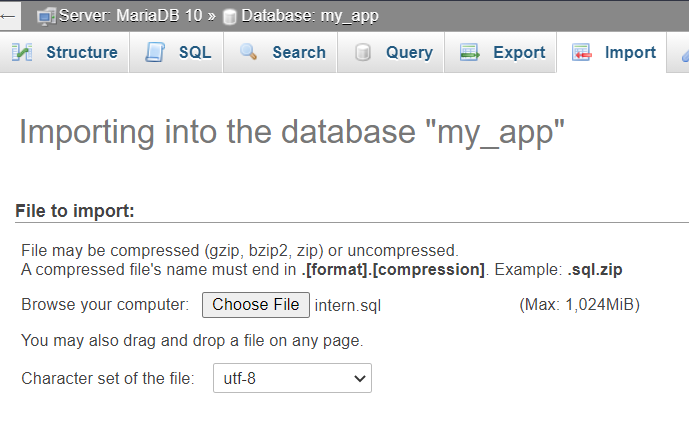 Server: MariaDB 10 » Database: my_app
Structure SQL Search Query Export Import
Importing into the database "my_app"
File to import:
File may be compressed (gzip, bzip2, zip) or uncompressed.
A compressed file's name must end in .[format].[compression]. Example: .sql.zip
Browse your computer: Choose File intern.sql (Max: 1,024MiB)
You may also drag and drop a file on any page.
Character set of the file: utf-8